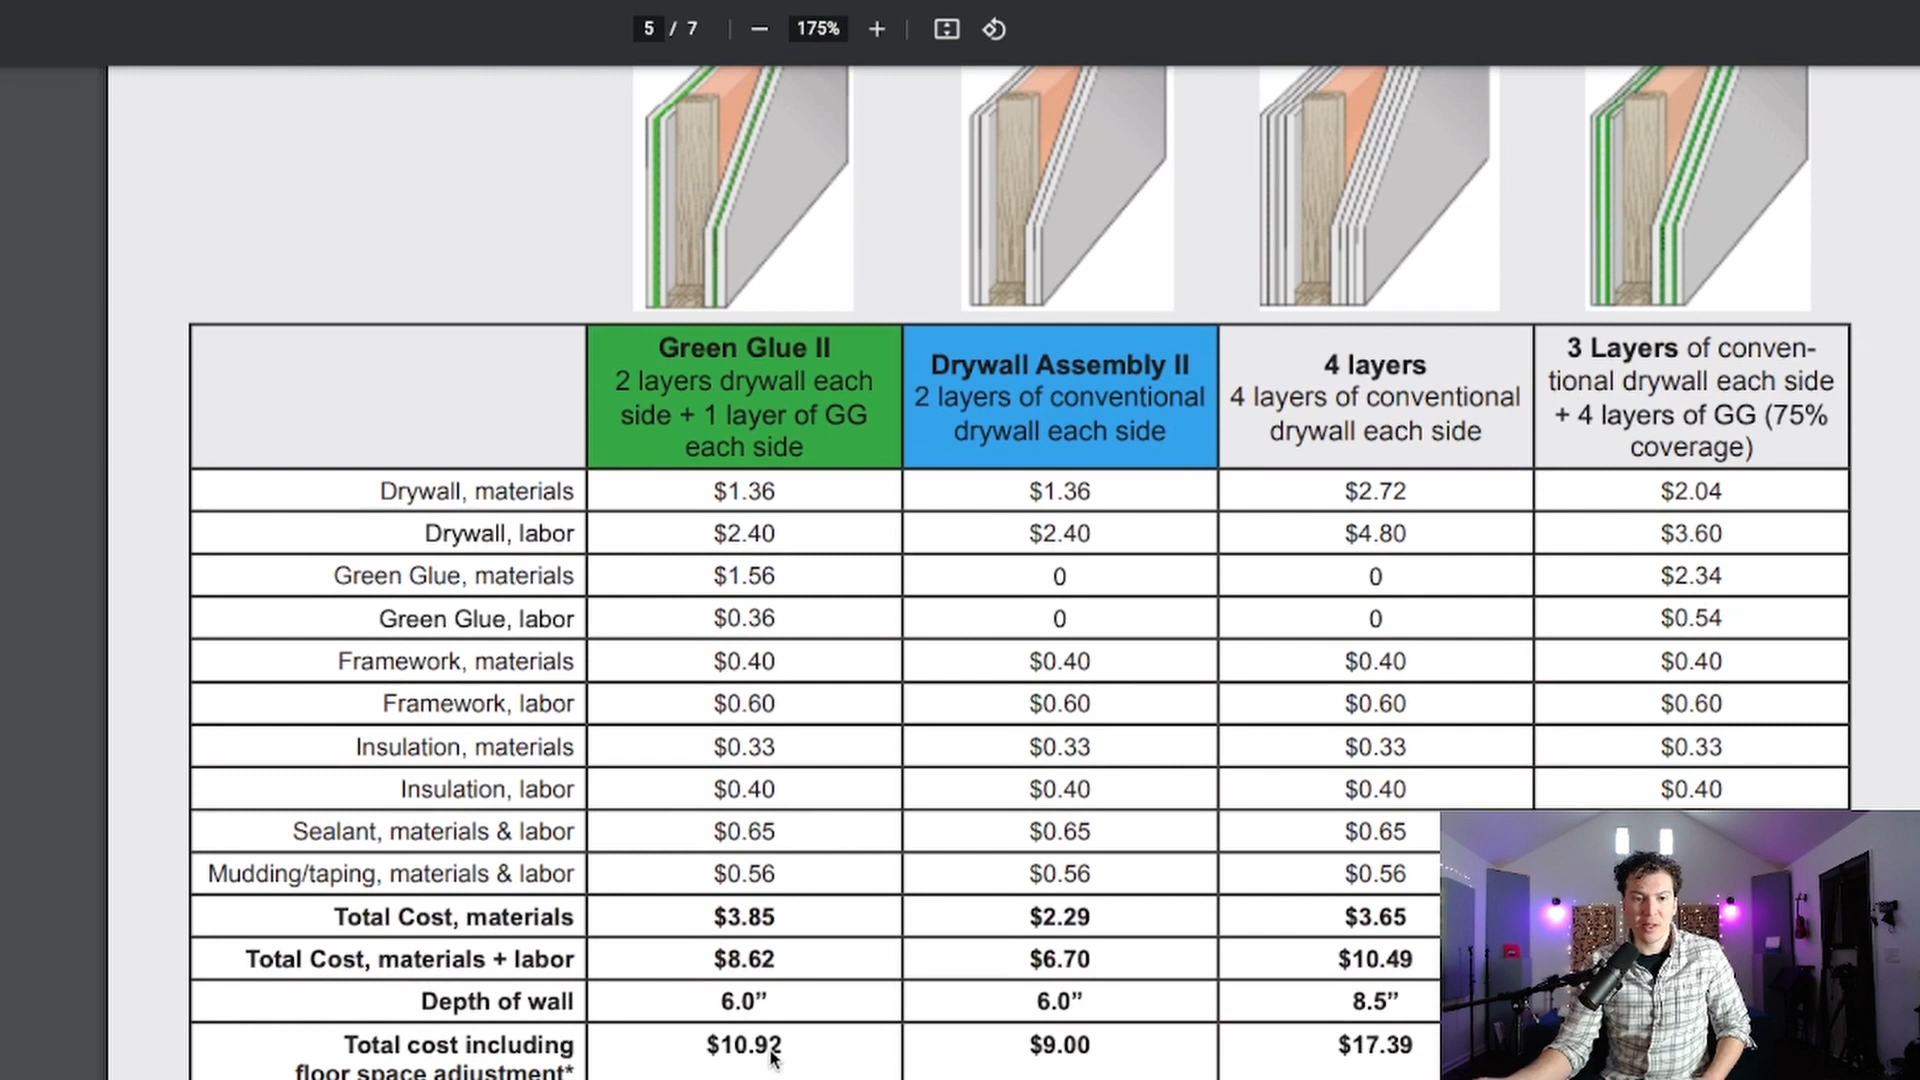 5 / 7 175%
Green Glue II
2 layers drywall each
side + 1 layer of GG
each side
Drywall Assembly II
2 layers of conventional
drywall each side
4 layers
4 layers of conventional
drywall each side
3 Layers of conven-
tional drywall each side
+ 4 layers of GG (75%
coverage)
Drywall, materials $1.36 $1.36 $2.72 $2.04
Drywall, labor $2.40 $2.40 $4.80 $3.60
Green Glue, materials $1.56 0 0 $2.34
Green Glue, labor $0.36 0 0 $0.54
Framework, materials $0.40 $0.40 $0.40 $0.40
Framework, labor $0.60 $0.60 $0.60 $0.60
Insulation, materials $0.33 $0.33 $0.33 $0.33
Insulation, labor $0.40 $0.40 $0.40 $0.40
Sealant, materials & labor $0.65 $0.65 $0.65
Mudding/taping, materials & labor $0.56 $0.56 $0.56
Total Cost, materials $3.85 $2.29 $3.65
Total Cost, materials + labor $8.62 $6.70 $10.49
Depth of wall 6.0” 6.0” 8.5”
Total cost including $10.92 $9.00 $17.39
floor space adjustment*